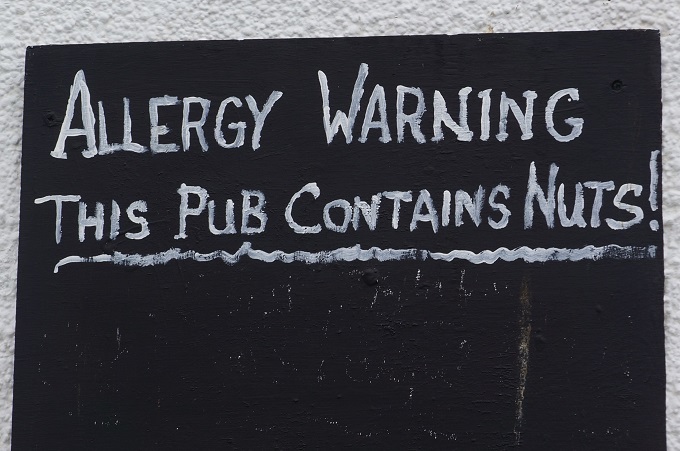 ALLERGY WARNING
THIS PUB CONTAINS NUTS!